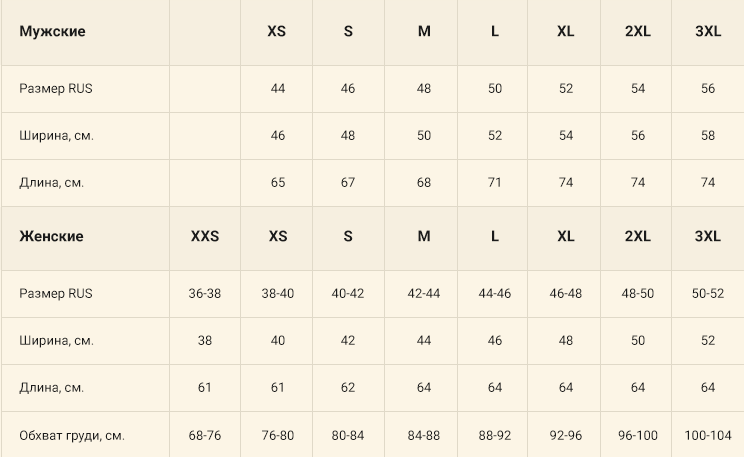 Мужские XS S M L XL 2XL 3XL
Размер RUS 44 46 48 50 52 54 56
Ширина, см. 46 48 50 52 54 56 58
Длина, см. 65 67 68 71 74 74 74
Женские XXS XS S M L XL 2XL 3XL
Размер RUS 36-38 38-40 40-42 42-44 44-46 46-48 48-50 50-52
Ширина, см. 38 40 42 44 46 48 50 52
Длина, см. 61 61 62 64 64 64 64 64
Обхват груди, см. 68-76 76-80 80-84 84-88 88-92 92-96 96-100 100-104